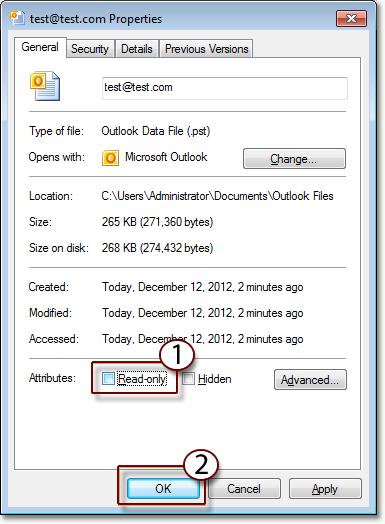 test@test.com Properties
General Security Details Previous Versions
test@test.com
Type of file: Outlook Data File (.pst)
Opens with: Microsoft Outlook Change...
Location: C:\Users\Administrator\Documents\Outlook Files
Size: 265 KB (271,360 bytes)
Size on disk: 268 KB (274,432 bytes)
Created: Today, December 12, 2012, 2 minutes ago
Modified: Today, December 12, 2012, 2 minutes ago
Accessed: Today, December 12, 2012, 2 minutes ago
1
Attributes: Read-only Hidden Advanced...
2
OK Cancel Apply